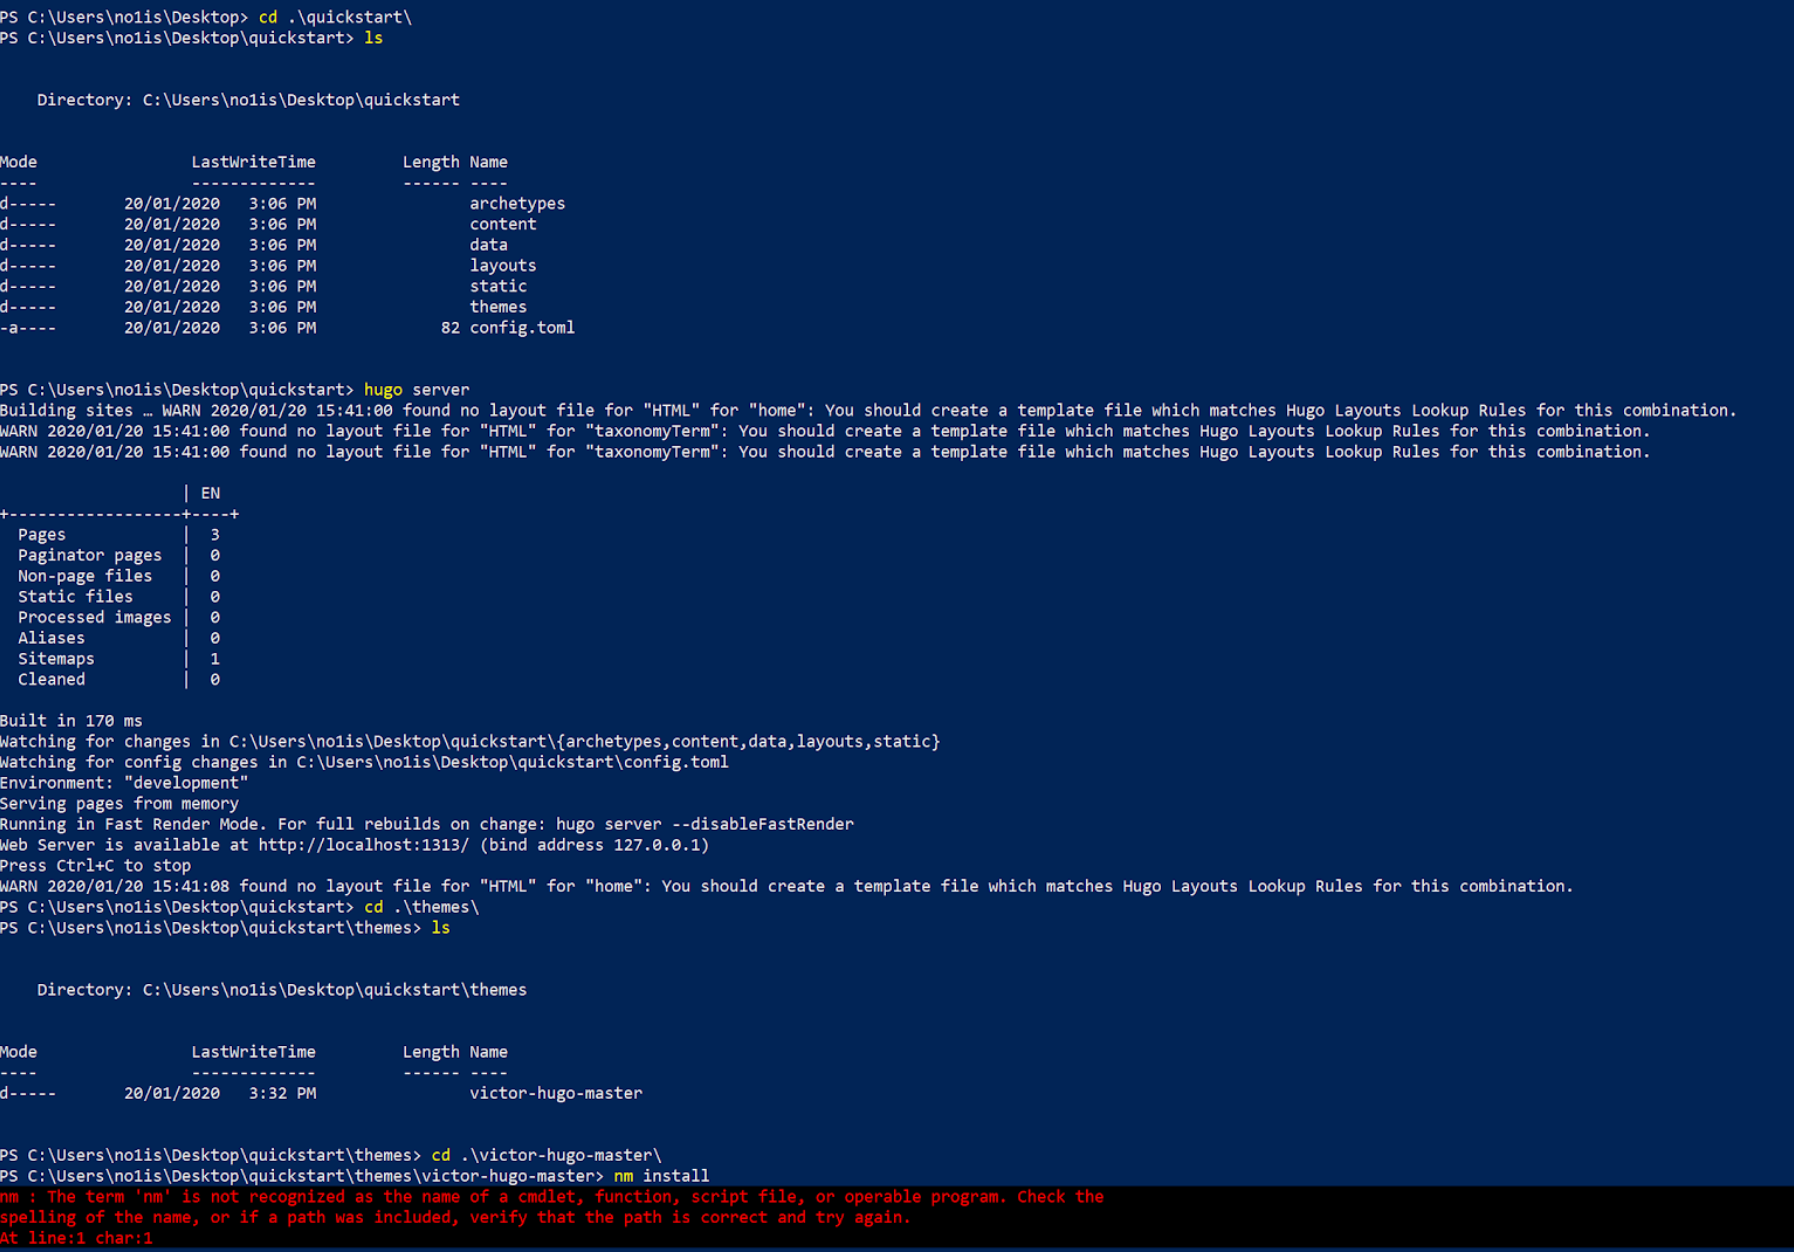 PS C:\Users\no1is\Desktop> cd .\quickstart\
PS C:\Users\no1is\Desktop\quickstart> ls
Directory: C:\Users\no1is\Desktop\quickstart
Mode                LastWriteTime         Length Name
----                -------------         ------ ----
d-----       20/01/2020   3:06 PM                archetypes
d-----       20/01/2020   3:06 PM                content
d-----       20/01/2020   3:06 PM                data
d-----       20/01/2020   3:06 PM                layouts
d-----       20/01/2020   3:06 PM                static
d-----       20/01/2020   3:06 PM                themes
-a----       20/01/2020   3:06 PM             82 config.toml
PS C:\Users\no1is\Desktop\quickstart> hugo server
Building sites … WARN 2020/01/20 15:41:00 found no layout file for "HTML" for "home": You should create a template file which matches Hugo Layouts Lookup Rules for this combination.
WARN 2020/01/20 15:41:00 found no layout file for "HTML" for "taxonomyTerm": You should create a template file which matches Hugo Layouts Lookup Rules for this combination.
WARN 2020/01/20 15:41:00 found no layout file for "HTML" for "taxonomyTerm": You should create a template file which matches Hugo Layouts Lookup Rules for this combination.
                   | EN
+------------------+----+
  Pages            |  3
  Paginator pages  |  0
  Non-page files   |  0
  Static files     |  0
  Processed images |  0
  Aliases          |  0
  Sitemaps         |  1
  Cleaned          |  0
Built in 170 ms
Watching for changes in C:\Users\no1is\Desktop\quickstart\{archetypes,content,data,layouts,static}
Watching for config changes in C:\Users\no1is\Desktop\quickstart\config.toml
Environment: "development"
Serving pages from memory
Running in Fast Render Mode. For full rebuilds on change: hugo server --disableFastRender
Web Server is available at http://localhost:1313/ (bind address 127.0.0.1)
Press Ctrl+C to stop
WARN 2020/01/20 15:41:08 found no layout file for "HTML" for "home": You should create a template file which matches Hugo Layouts Lookup Rules for this combination.
PS C:\Users\no1is\Desktop\quickstart> cd .\themes\
PS C:\Users\no1is\Desktop\quickstart\themes> ls
Directory: C:\Users\no1is\Desktop\quickstart\themes
Mode                LastWriteTime         Length Name
----                -------------         ------ ----
d-----       20/01/2020   3:32 PM                victor-hugo-master
PS C:\Users\no1is\Desktop\quickstart\themes> cd .\victor-hugo-master\
PS C:\Users\no1is\Desktop\quickstart\themes\victor-hugo-master> nm install
nm : The term 'nm' is not recognized as the name of a cmdlet, function, script file, or operable program. Check the
spelling of the name, or if a path was included, verify that the path is correct and try again.
At line:1 char:1